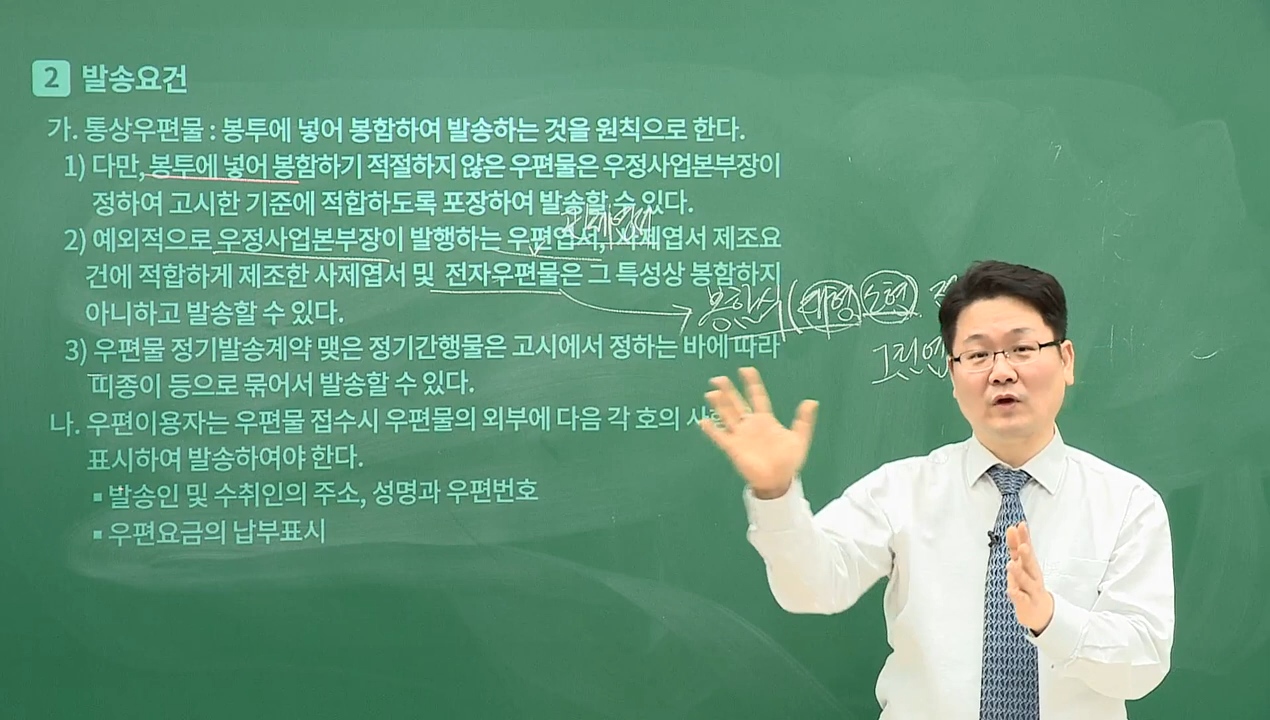 2 발송요건
가. 통상우편물 : 봉투에 넣어 봉함하여 발송하는 것을 원칙으로 한다.
1) 다만, 봉투에 넣어 봉함하기 적절하지 않은 우편물은 우정사업본부장이
정하여 고시한 기준에 적합하도록 포장하여 발송할 수 있다.
2) 예외적으로 우정사업본부장이 발행하는 우편엽서, 사제엽서 제조요
건에 적합하게 제조한 사제엽서 및 전자우편물은 그 특성상 봉함하지
아니하고 발송할 수 있다.
봉함식(대형 소형
그림엽
3) 우편물 정기발송계약 맺은 정기간행물은 고시에서 정하는 바에 따라
띠종이 등으로 묶어서 발송할 수 있다.
나. 우편이용자는 우편물 접수시 우편물의 외부에 다음 각 호의
표시하여 발송하여야 한다.
▪ 발송인 및 수취인의 주소, 성명과 우편번호
▪ 우편요금의 납부표시